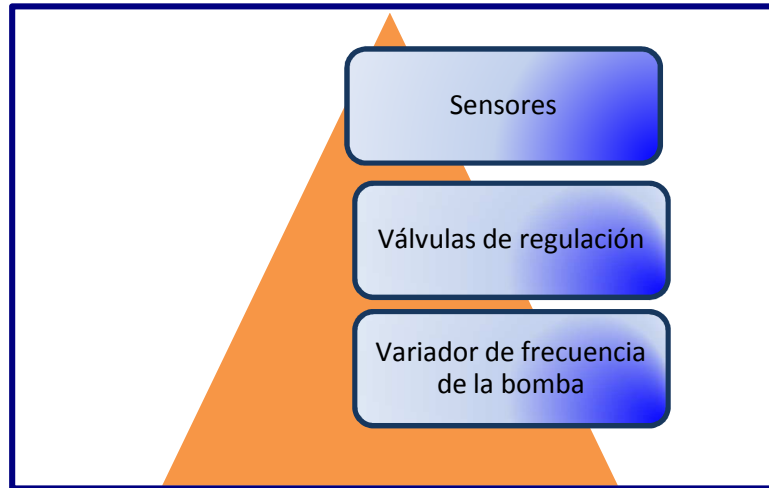 Sensores
Válvulas de regulación
Variador de frecuencia
de la bomba